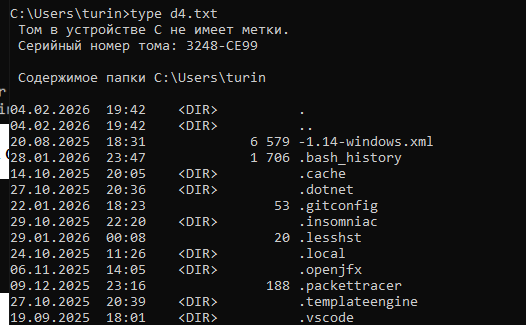 C:\Users\turin>type d4.txt
 Том в устройстве C не имеет метки.
 Серийный номер тома: 3248-CE99

 Содержимое папки C:\Users\turin

04.02.2026  19:42    <DIR>          .
04.02.2026  19:42    <DIR>          ..
20.08.2025  18:31             6 579 -1.14-windows.xml
28.01.2026  23:47             1 706 .bash_history
14.10.2025  20:05    <DIR>          .cache
27.10.2025  20:36    <DIR>          .dotnet
22.01.2026  18:23                53 .gitconfig
29.10.2025  22:20    <DIR>          .insomniac
29.01.2026  00:08                20 .lesshst
24.10.2025  11:26    <DIR>          .local
06.11.2025  14:05    <DIR>          .openjfx
09.12.2025  23:16               188 .packettracer
27.10.2025  20:39    <DIR>          .templateengine
19.09.2025  18:01    <DIR>          .vscode